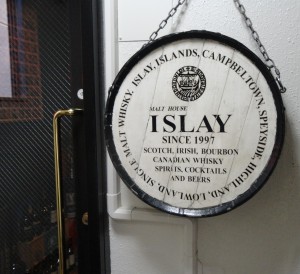 SINGLE MALT WHISKY. ISLAY, ISLANDS, CAMPBELTOWN, SPEYSIDE, HIGHLAND, LOWLAND,
MALT HOUSE
ISLAY
SINCE 1997
SCOTCH, IRISH, BOURBON
CANADIAN WHISKY
SPIRITS, COCKTAILS
AND BEERS